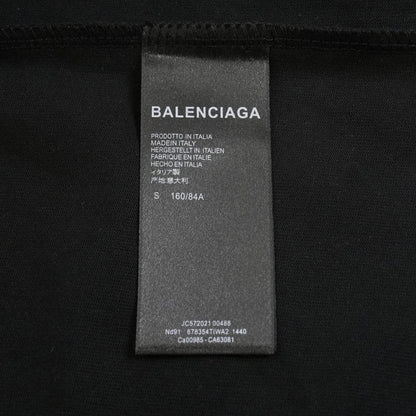 BALENCIAGA
PRODOTTO IN ITALIA
MADE IN ITALY
HERGESTELLT IN ITALIEN
FABRIQUE EN ITALIE
HECHO EN ITALIA
イタリア製
产地:意大利
S 160/84A
JC572021 00488
Nd91 678354TIWA2 1440
Ca00985 - CA63081